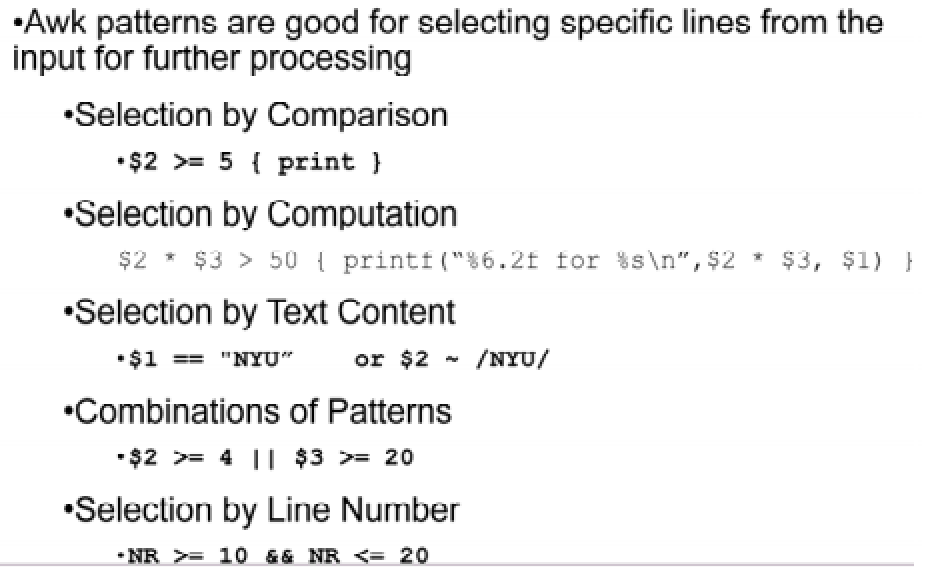 •Awk patterns are good for selecting specific lines from the
input for further processing
•Selection by Comparison
•$2 >= 5 { print }
•Selection by Computation
$2 * $3 > 50 { printf(“%6.2f for %s\n”,$2 * $3, $1) }
•Selection by Text Content
•$1 == "NYU” or $2 ~ /NYU/
•Combinations of Patterns
•$2 >= 4 || $3 >= 20
•Selection by Line Number
•NR >= 10 && NR <= 20